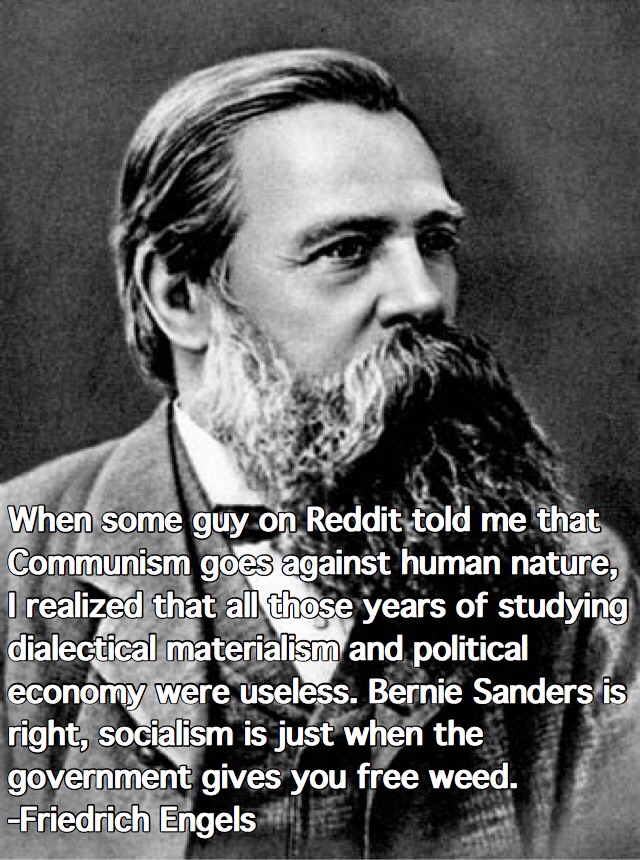 When some guy on Reddit told me that
Communism goes against human nature,
I realized that all those years of studying
dialectical materialism and political
economy were useless. Bernie Sanders is
right, socialism is just when the
government gives you free weed.
-Friedrich Engels